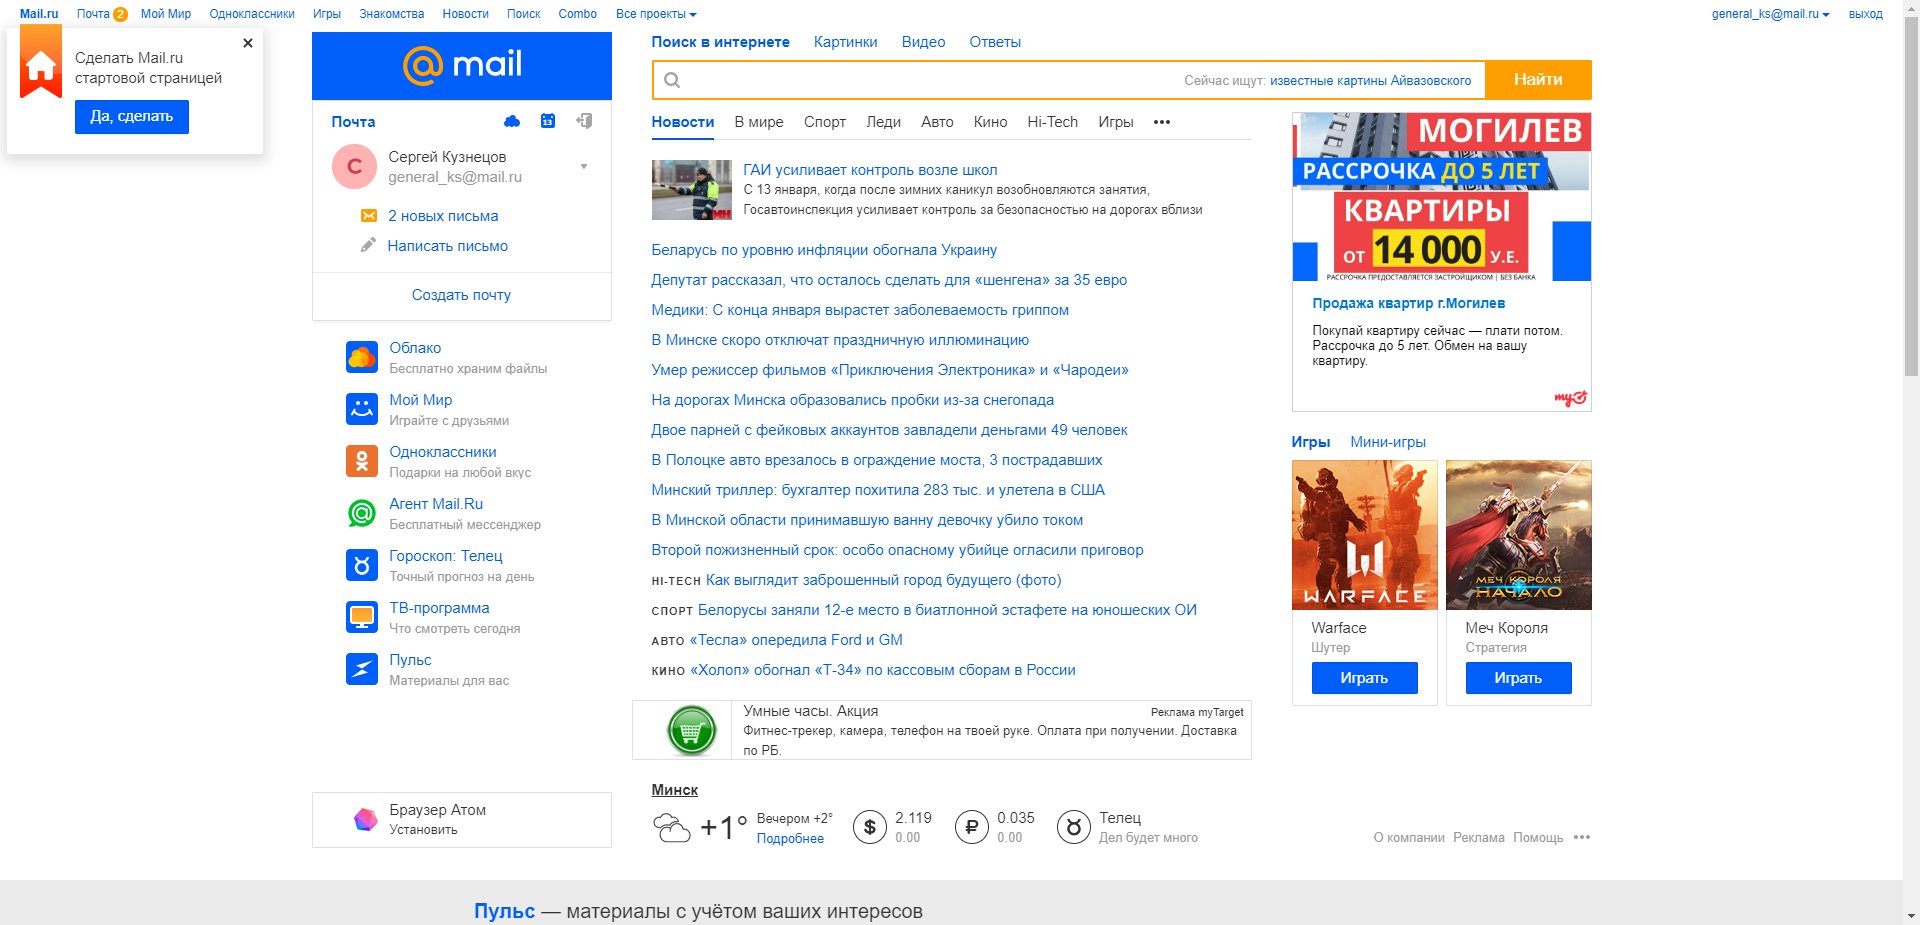 Mail.ru Почта 2 Мой Мир Одноклассники Игры Знакомства Новости Поиск Combo Все проекты general_ks@mail.ru выход
Сделать Mail.ru
стартовой страницей
Да, сделать
@mail
Почта
13
С
Сергей Кузнецов
general_ks@mail.ru
2 новых письма
Написать письмо
Создать почту
Облако
Бесплатно храним файлы
Мой Мир
Играйте с друзьями
Одноклассники
Подарки на любой вкус
Агент Mail.Ru
Бесплатный мессенджер
Гороскоп: Телец
Точный прогноз на день
ТВ-программа
Что смотреть сегодня
Пульс
Материалы для вас
Браузер Атом
Установить
Поиск в интернете Картинки Видео Ответы
Сейчас ищут: известные картины Айвазовского Найти
Новости В мире Спорт Леди Авто Кино Hi-Tech Игры •••
ГАИ усиливает контроль возле школ
С 13 января, когда после зимних каникул возобновляются занятия,
Госавтоинспекция усиливает контроль за безопасностью на дорогах вблизи
Беларусь по уровню инфляции обогнала Украину
Депутат рассказал, что осталось сделать для «шенгена» за 35 евро
Медики: С конца января вырастет заболеваемость гриппом
В Минске скоро отключат праздничную иллюминацию
Умер режиссер фильмов «Приключения Электроника» и «Чародеи»
На дорогах Минска образовались пробки из-за снегопада
Двое парней с фейковых аккаунтов завладели деньгами 49 человек
В Полоцке авто врезалось в ограждение моста, 3 пострадавших
Минский триллер: бухгалтер похитила 283 тыс. и улетела в США
В Минской области принимавшую ванну девочку убило током
Второй пожизненный срок: особо опасному убийце огласили приговор
HI-TECH Как выглядит заброшенный город будущего (фото)
СПОРТ Белорусы заняли 12-е место в биатлонной эстафете на юношеских ОИ
АВТО «Тесла» опередила Ford и GM
КИНО «Холоп» обогнал «Т-34» по кассовым сборам в России
Умные часы. Акция Реклама myTarget
Фитнес-трекер, камера, телефон на твоей руке. Оплата при получении. Доставка
по РБ.
Минск
+1° Вечером +2° Подробнее
$ 2.119 0.00
₽ 0.035 0.00
Телец
Дел будет много
МОГИЛЕВ
РАССРОЧКА ДО 5 ЛЕТ
КВАРТИРЫ
ОТ 14 000 У.Е.
РАССРОЧКА ПРЕДОСТАВЛЯЕТСЯ ЗАСТРОЙЩИКОМ | БЕЗ БАНКА
Продажа квартир г.Могилев
Покупай квартиру сейчас — плати потом.
Рассрочка до 5 лет. Обмен на вашу
квартиру.
Игры Мини-игры
WARFACE
МЕЧ КОРОЛЯ
НАЧАЛО
Warface
Шутер
Играть
Меч Короля
Стратегия
Играть
О компании Реклама Помощь •••
Пульс — материалы с учётом ваших интересов